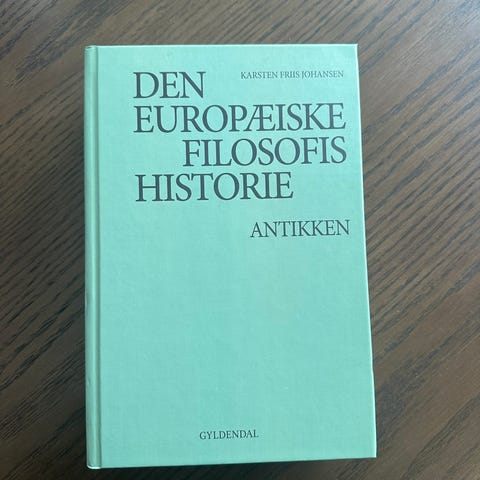 KARSTEN FRIIS JOHANSEN
DEN
EUROPÆISKE
FILOSOFIS
HISTORIE
ANTIKKEN
GYLDENDAL